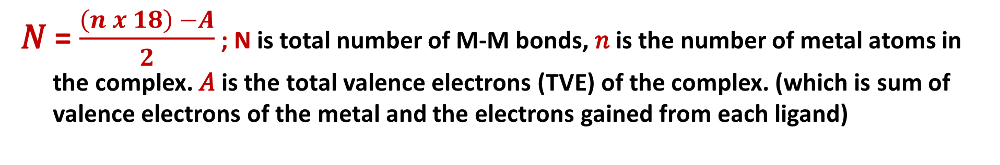 N = \frac{(n x 18) −A}{2} ; N is total number of M-M bonds, n is the number of metal atoms in
the complex. A is the total valence electrons (TVE) of the complex. (which is sum of
valence electrons of the metal and the electrons gained from each ligand)